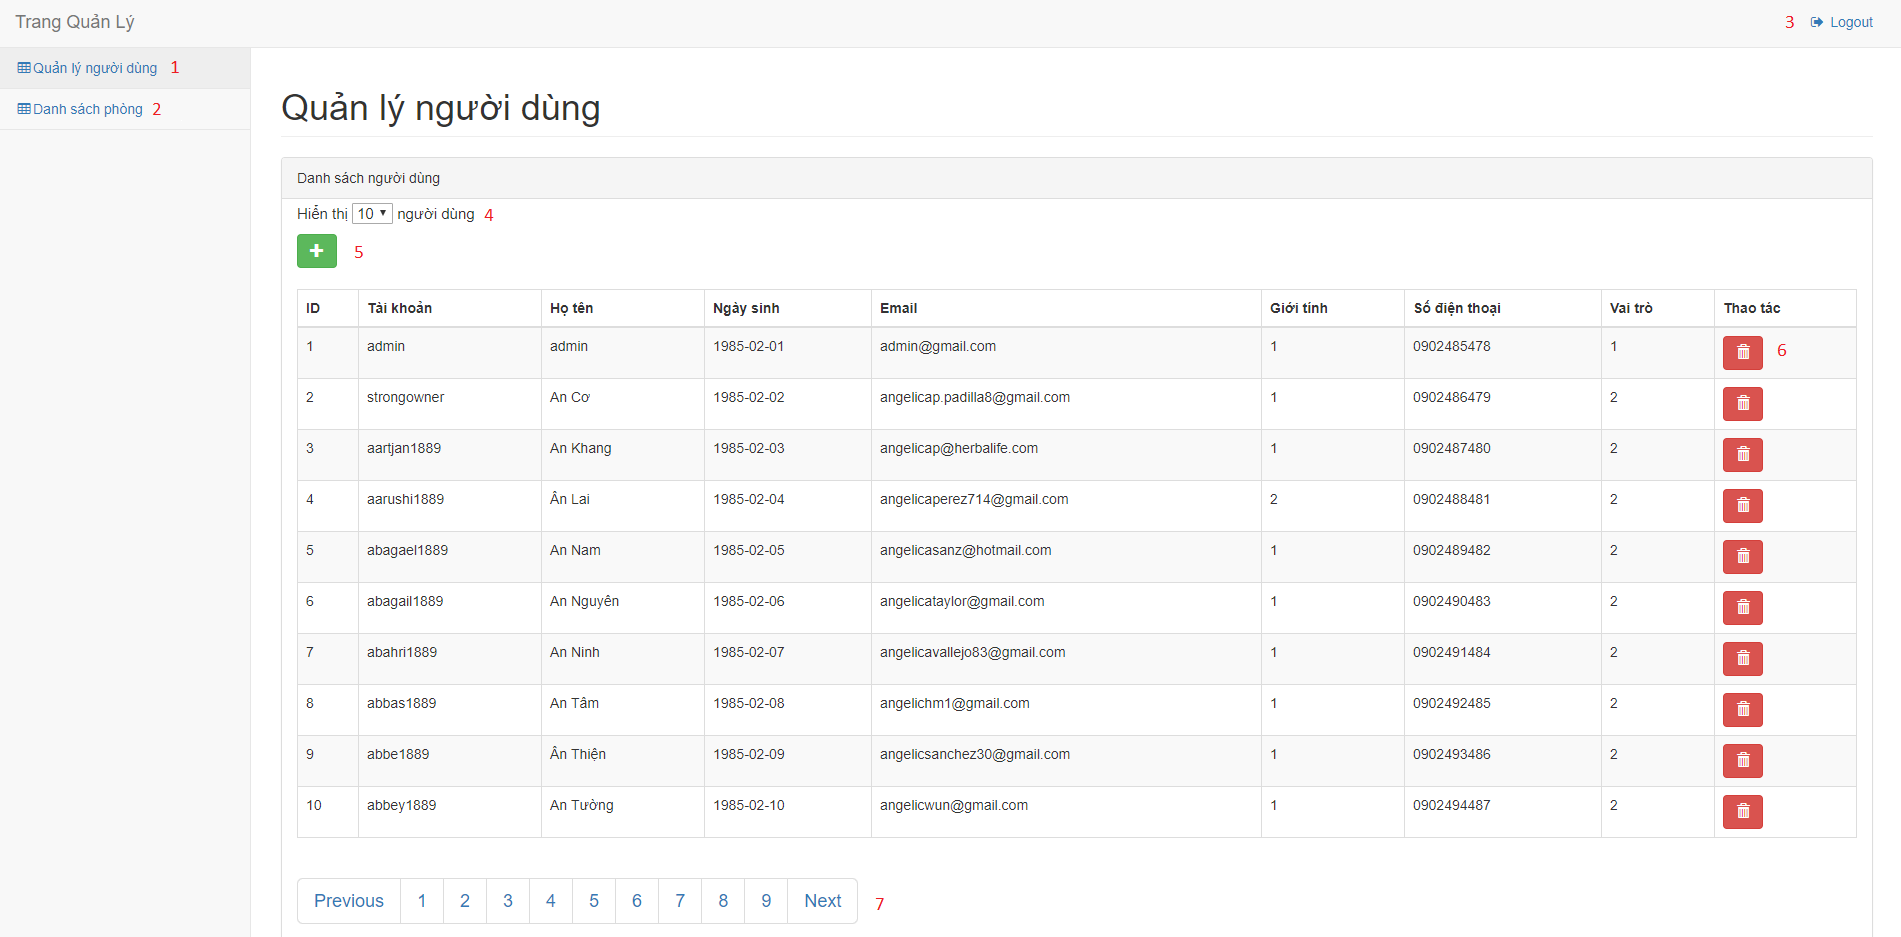 Trang Quản Lý
3 Logout
Quản lý người dùng 1
Danh sách phòng 2
Quản lý người dùng
Danh sách người dùng
Hiển thị 10 người dùng 4
5
ID Tài khoản Họ tên Ngày sinh Email Giới tính Số điện thoại Vai trò Thao tác
1 admin admin 1985-02-01 admin@gmail.com 1 0902485478 1 6
2 strongowner An Cơ 1985-02-02 angelicap.padilla8@gmail.com 1 0902486479 2
3 aartjan1889 An Khang 1985-02-03 angelicap@herbalife.com 1 0902487480 2
4 aarushi1889 Ân Lai 1985-02-04 angelicaperez714@gmail.com 2 0902488481 2
5 abagael1889 An Nam 1985-02-05 angelicasanz@hotmail.com 1 0902489482 2
6 abagail1889 An Nguyên 1985-02-06 angelicataylor@gmail.com 1 0902490483 2
7 abahri1889 An Ninh 1985-02-07 angelicavallejo83@gmail.com 1 0902491484 2
8 abbas1889 An Tâm 1985-02-08 angelichm1@gmail.com 1 0902492485 2
9 abbe1889 Ân Thiện 1985-02-09 angelicsanchez30@gmail.com 1 0902493486 2
10 abbey1889 An Tường 1985-02-10 angelicwun@gmail.com 1 0902494487 2
Previous 1 2 3 4 5 6 7 8 9 Next 7